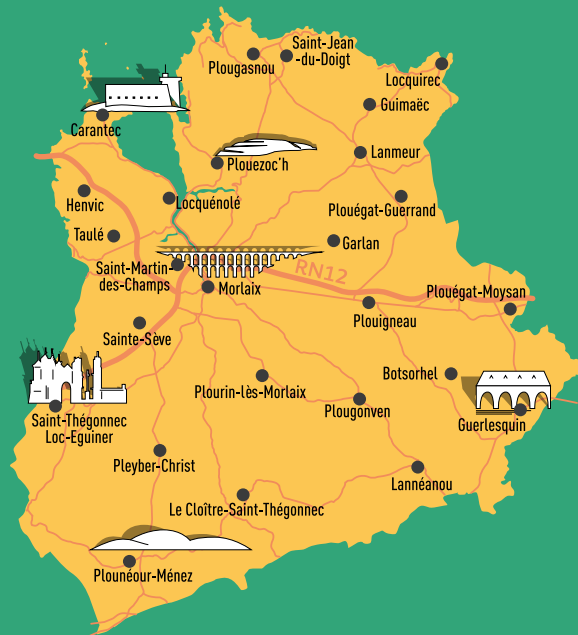 Saint-Jean
-du-Doigt
Plougasnou
Locquirec
Guimaëc
Carantec
Lanmeur
Plouezoc'h
Henvic
Locquénolé
Plouégat-Guerrand
Taulé
Garlan
Saint-Martin-
des-Champs
RN12
Morlaix
Plouégat-Moysan
Plouigneau
Sainte-Sève
Botsorhel
Plourin-lès-Morlaix
Plougonven
Saint-Thégonnec
Loc-Eguiner
Guerlesquin
Pleyber-Christ
Lannéanou
Le Cloître-Saint-Thégonnec
Plounéour-Ménez